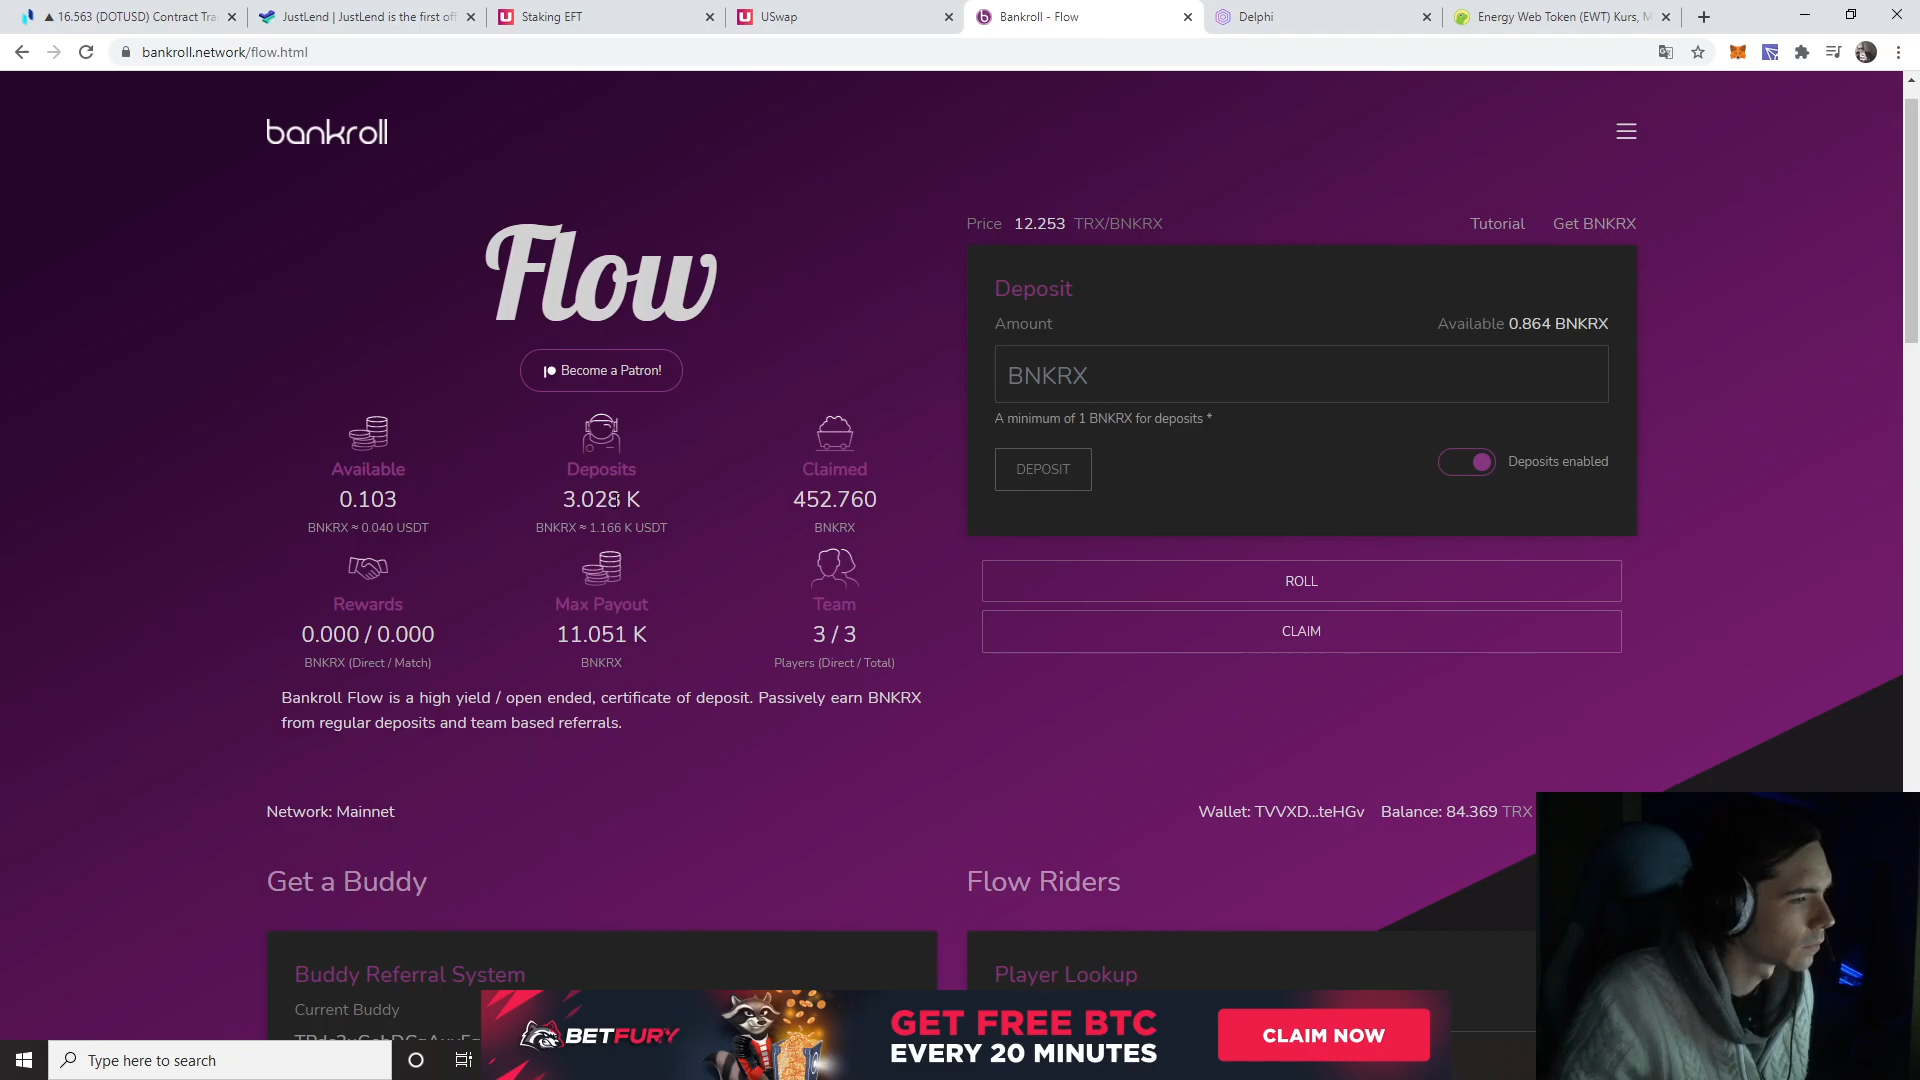 16.563 (DOTUSD) Contract Tra
JustLend | JustLend is the first off
Staking EFT
USwap
Bankroll - Flow
Delphi
Energy Web Token (EWT) Kurs, M
bankroll.network/flow.html
bankroll
Price 12.253 TRX/BNKRX
Tutorial
Get BNKRX
Flow
Become a Patron!
Deposit
Amount
Available 0.864 BNKRX
BNKRX
A minimum of 1 BNKRX for deposits *
DEPOSIT
Deposits enabled
Available
Deposits
Claimed
0.103
3.028 K
452.760
BNKRX ≈ 0.040 USDT
BNKRX ≈ 1.166 K USDT
BNKRX
Rewards
Max Payout
Team
0.000 / 0.000
11.051 K
3 / 3
BNKRX (Direct / Match)
BNKRX
Players (Direct / Total)
ROLL
CLAIM
Bankroll Flow is a high yield / open ended, certificate of deposit. Passively earn BNKRX
from regular deposits and team based referrals.
Network: Mainnet
Wallet: TVVXD...teHGv
Balance: 84.369 TRX
Get a Buddy
Flow Riders
Buddy Referral System
Player Lookup
Current Buddy
BETFURY
GET FREE BTC
EVERY 20 MINUTES
CLAIM NOW
Type here to search